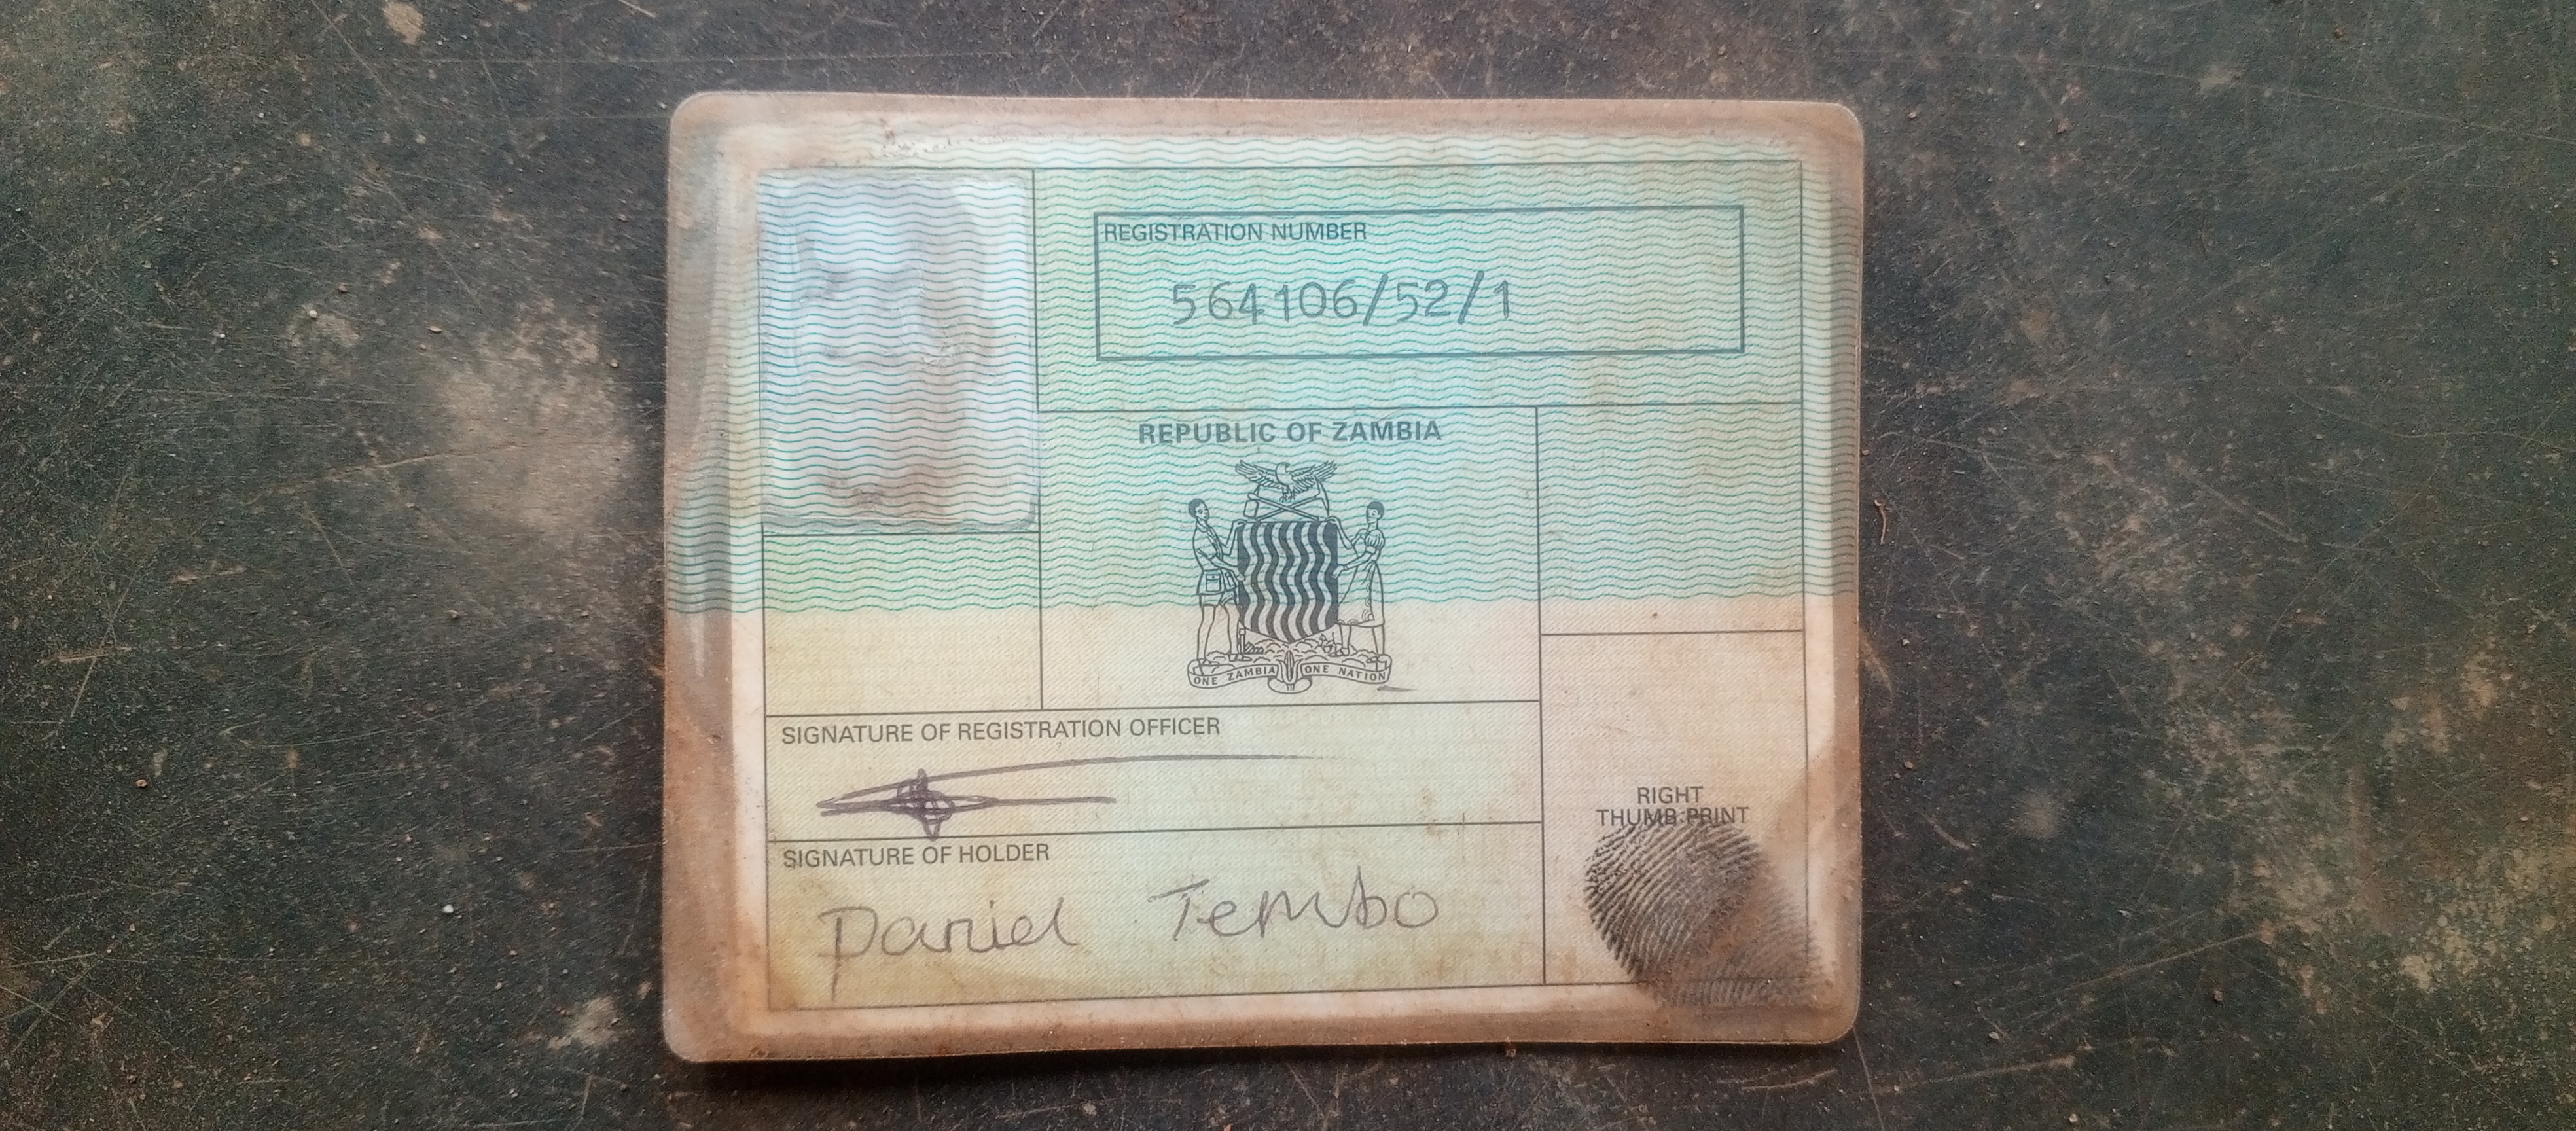 REGISTRATION NUMBER
564106/52/1
REPUBLIC OF ZAMBIA
ONE ZAMBIA ONE NATION
SIGNATURE OF REGISTRATION OFFICER
SIGNATURE OF HOLDER
Daniel Tembo
RIGHT
THUMB PRINT